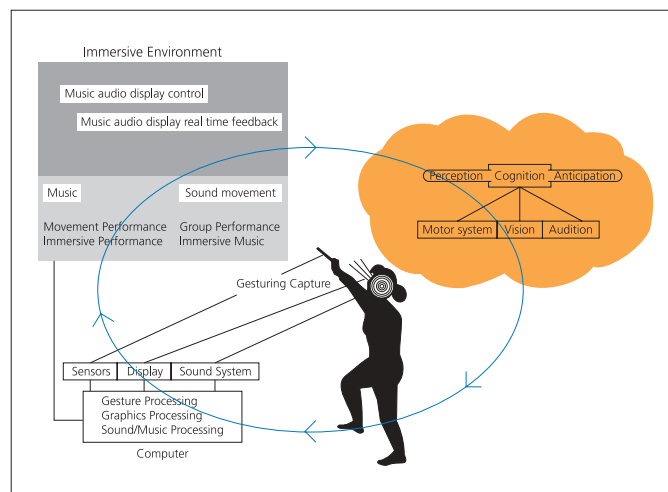 Immersive Environment
Music audio display control
Music audio display real time feedback
Music
Sound movement
Movement Performance
Immersive Performance
Group Performance
Immersive Music
Perception
Cognition
Anticipation
Motor system
Vision
Audition
Gesturing Capture
Sensors
Display
Sound System
Gesture Processing
Graphics Processing
Sound/Music Processing
Computer